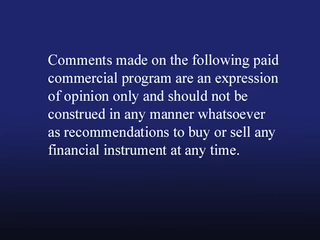 Comments made on the following paid
commercial program are an expression
of opinion only and should not be
construed in any manner whatsoever
as recommendations to buy or sell any
financial instrument at any time.